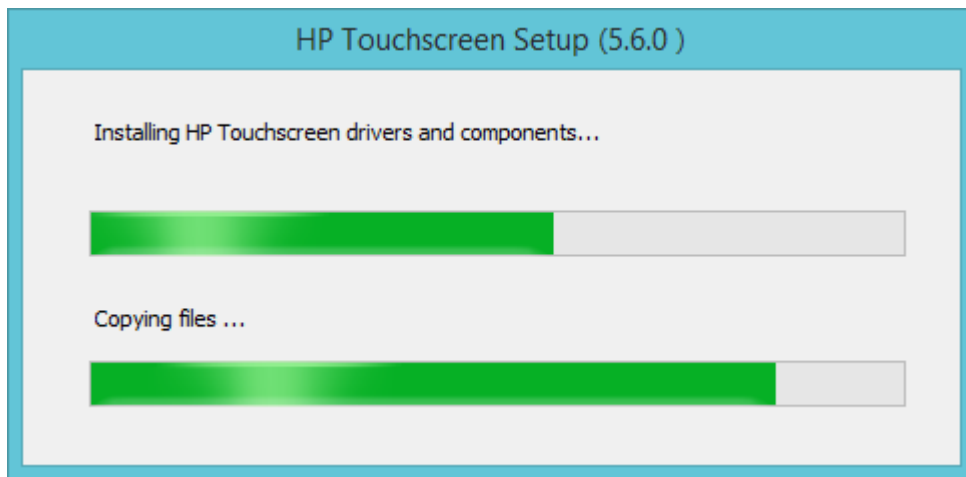 HP Touchscreen Setup (5.6.0 )
Installing HP Touchscreen drivers and components...
Copying files ...